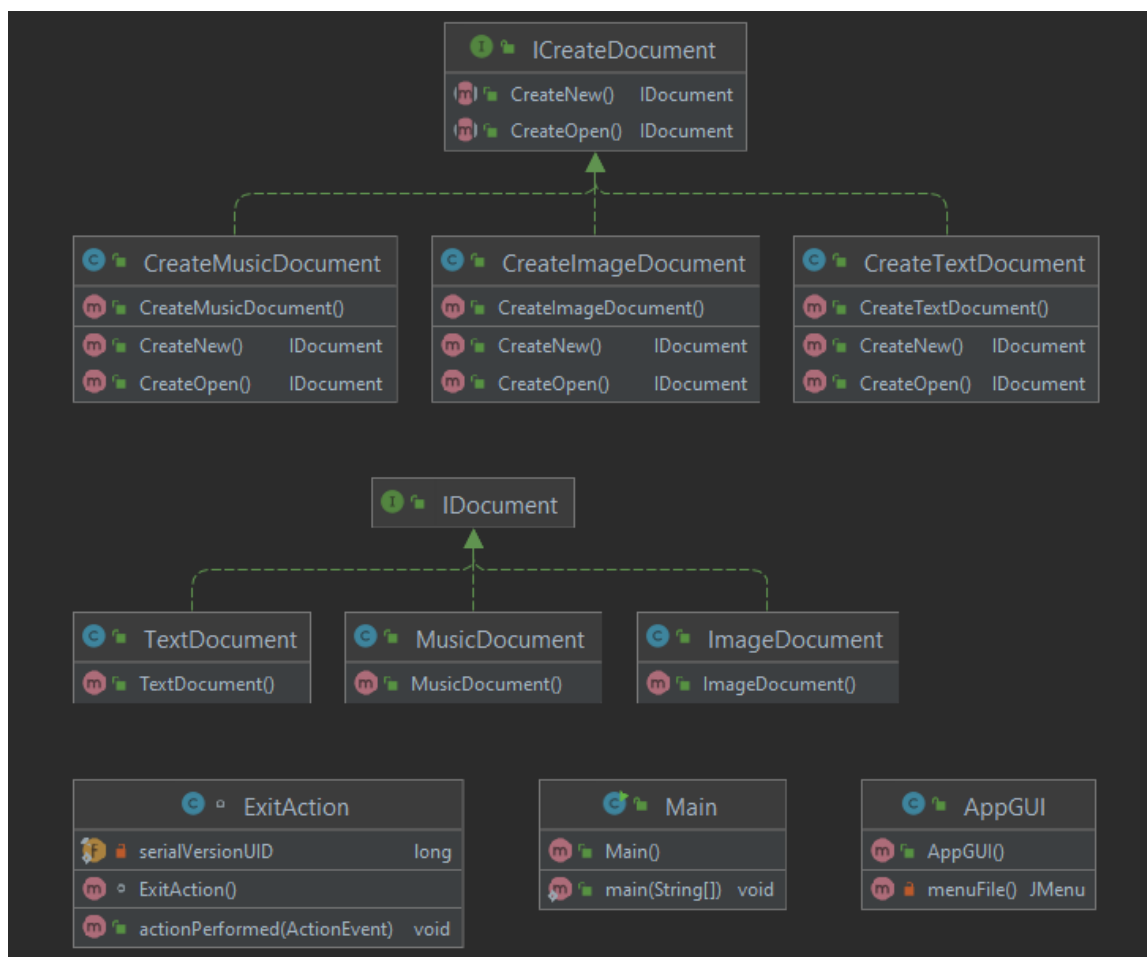 ICreateDocument
CreateNew() IDocument
CreateOpen() IDocument
CreateMusicDocument
CreateMusicDocument()
CreateNew() IDocument
CreateOpen() IDocument
CreateImageDocument
CreateImageDocument()
CreateNew() IDocument
CreateOpen() IDocument
CreateTextDocument
CreateTextDocument()
CreateNew() IDocument
CreateOpen() IDocument
IDocument
TextDocument
TextDocument()
MusicDocument
MusicDocument()
ImageDocument
ImageDocument()
ExitAction
serialVersionUID long
ExitAction()
actionPerformed(ActionEvent) void
Main
Main()
main(String[]) void
AppGUI
AppGUI()
menuFile() JMenu